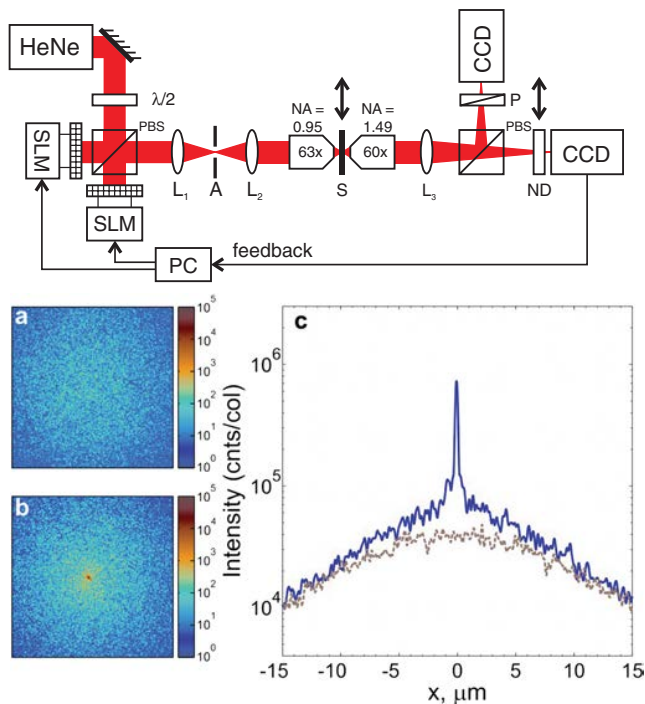 HeNe
λ/2
PBS
SLM
SLM
L1
A
L2
NA =
0.95
63x
S
NA =
1.49
60x
L3
CCD
P
PBS
ND
CCD
PC
feedback
a
10^5
10^4
10^3
10^2
10^1
10^0
b
10^5
10^4
10^3
10^2
10^1
10^0
c
Intensity (cnts/col)
10^6
10^5
10^4
-15
-10
-5
0
5
10
15
x, μm